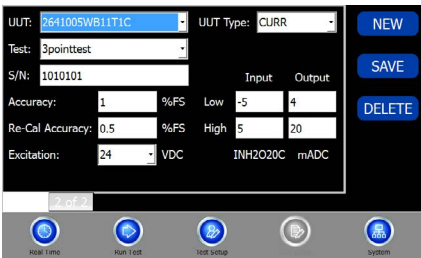 UUT: 2641005WB11T1C UUT Type: CURR NEW
Test: 3pointtest
S/N: 1010101 SAVE
Input Output
Accuracy: 1 %FS Low -5 4 DELETE
Re-Cal Accuracy: 0.5 %FS High 5 20
Excitation: 24 VDC INH2O20C mADC
2 of 2
Real Time Run Test Test Setup System